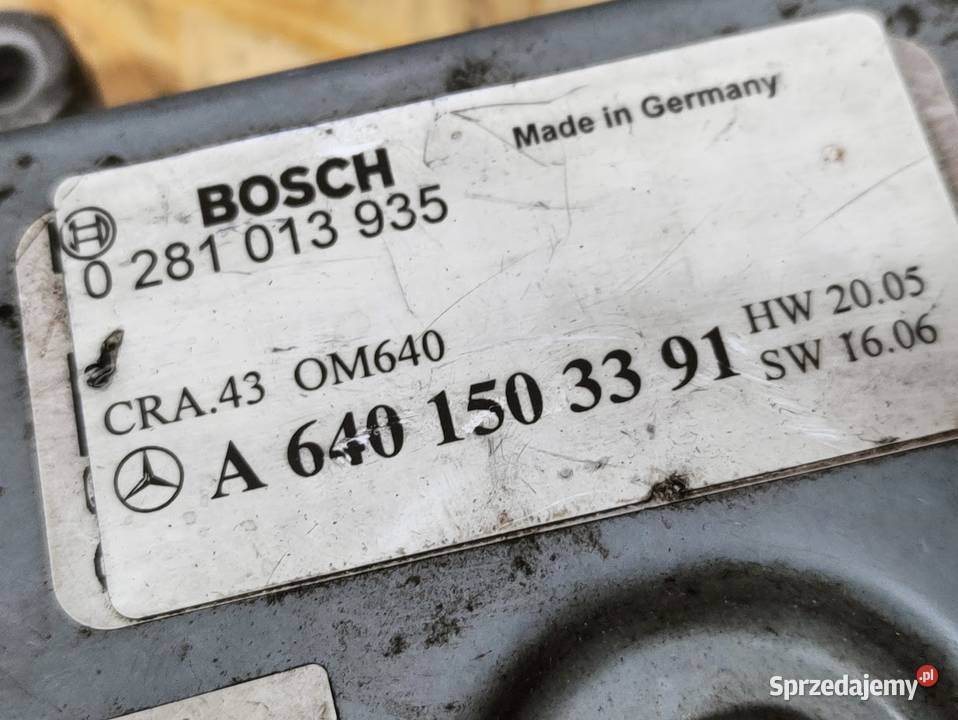 Made in Germany
BOSCH
0 281 013 935
CRA.43 OM640
HW 20.05
SW 16.06
A 640 150 33 91
Sprzedajemy.pl